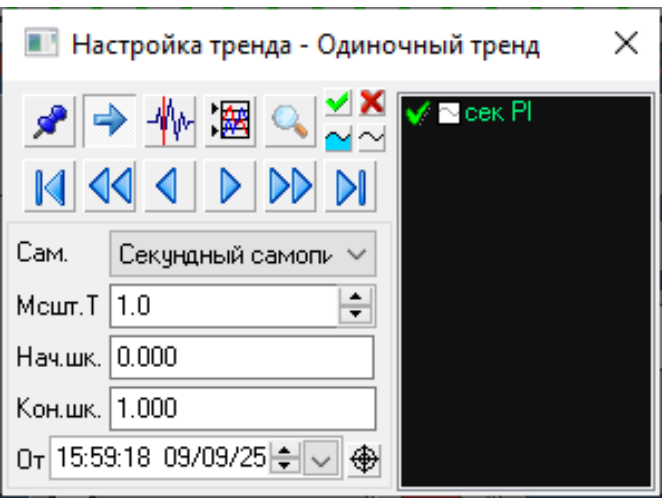 Настройка тренда - Одиночный тренд
сек PI
Сам. Секундный самопи
Мсшт.Т 1.0
Нач.шк. 0.000
Кон.шк. 1.000
От 15:59:18 09/09/25